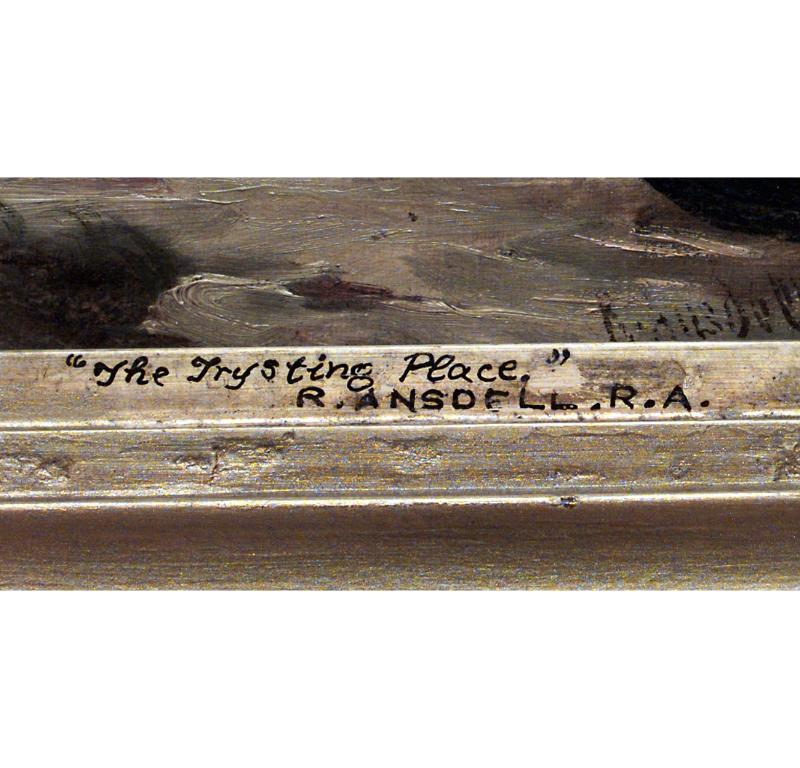 "The Trysting Place."
R. ANSDELL. R.A.